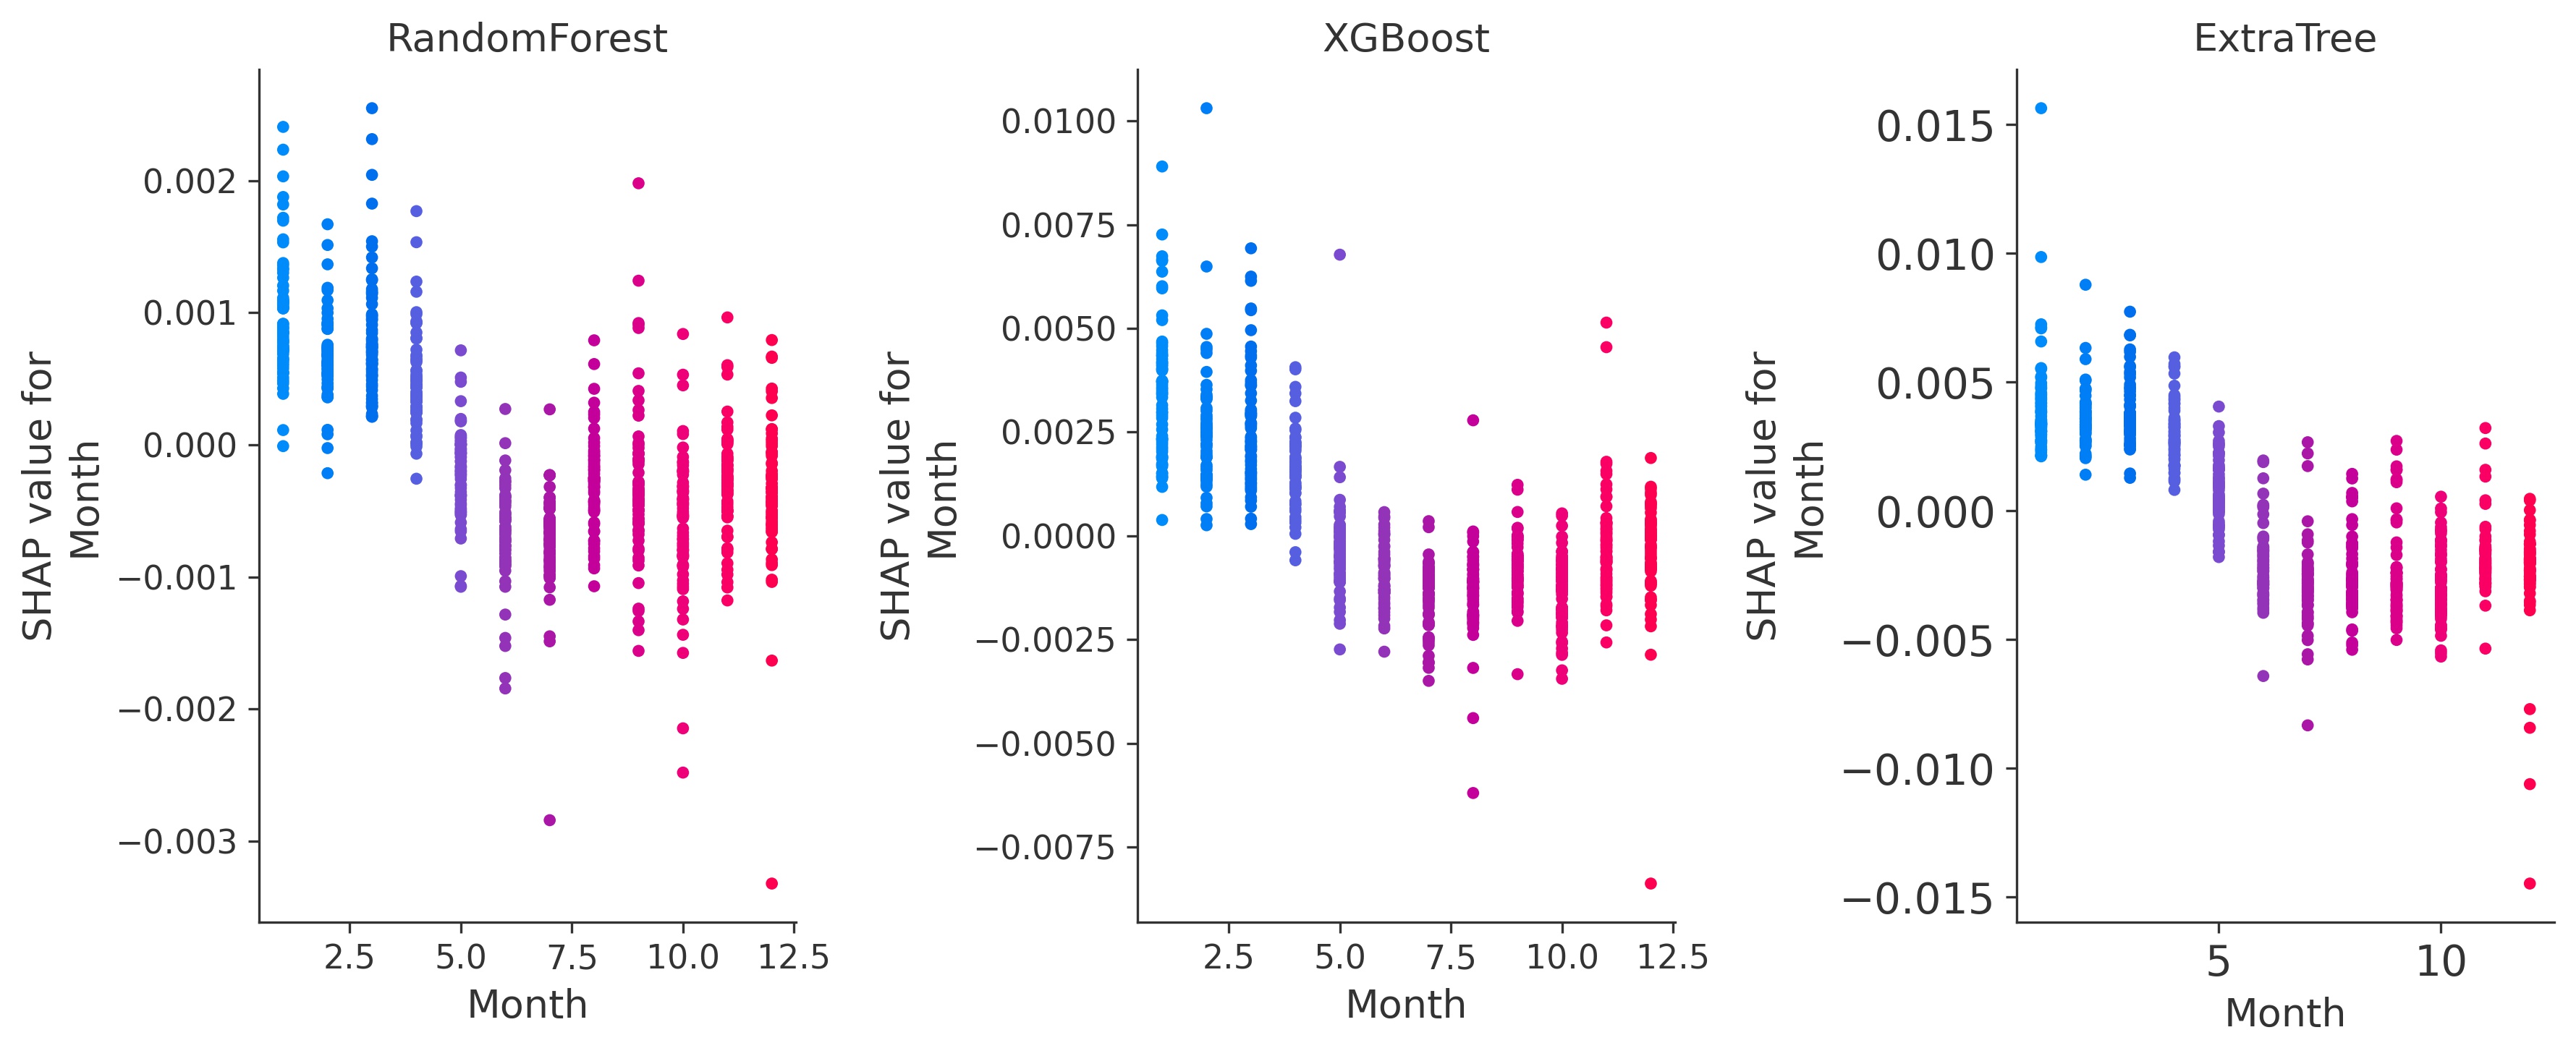 RandomForest
0.002
0.001
0.000
−0.001
−0.002
−0.003
SHAP value for
Month
2.5 5.0 7.5 10.0 12.5
Month
XGBoost
0.0100
0.0075
0.0050
0.0025
0.0000
−0.0025
−0.0050
−0.0075
SHAP value for
Month
2.5 5.0 7.5 10.0 12.5
Month
ExtraTree
0.015
0.010
0.005
0.000
−0.005
−0.010
−0.015
SHAP value for
Month
5 10
Month